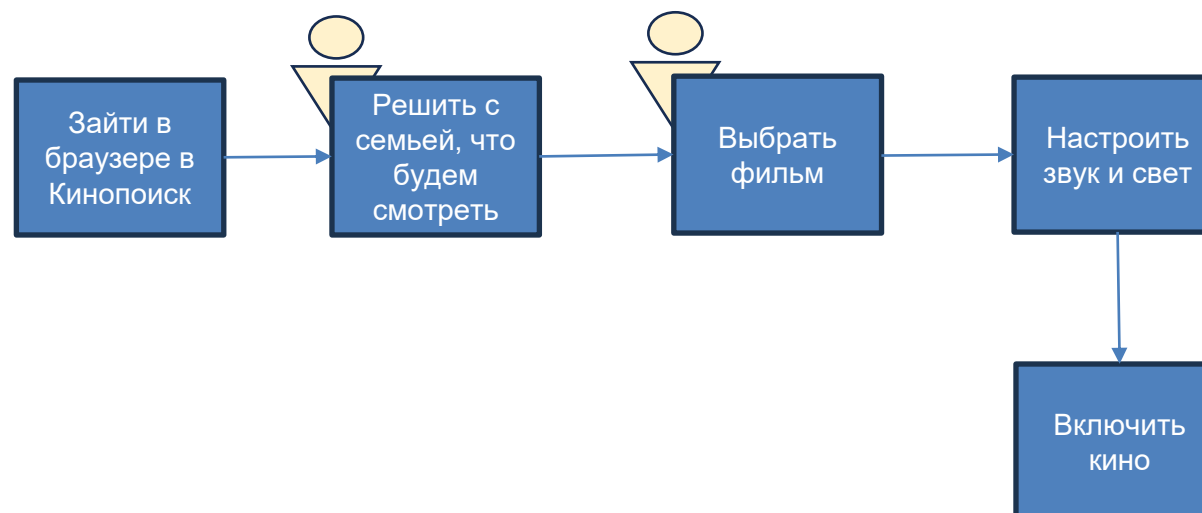 Зайти в
браузере в
Кинопоиск
Решить с
семьей, что
будем
смотреть
Выбрать
фильм
Настроить
звук и свет
Включить
кино